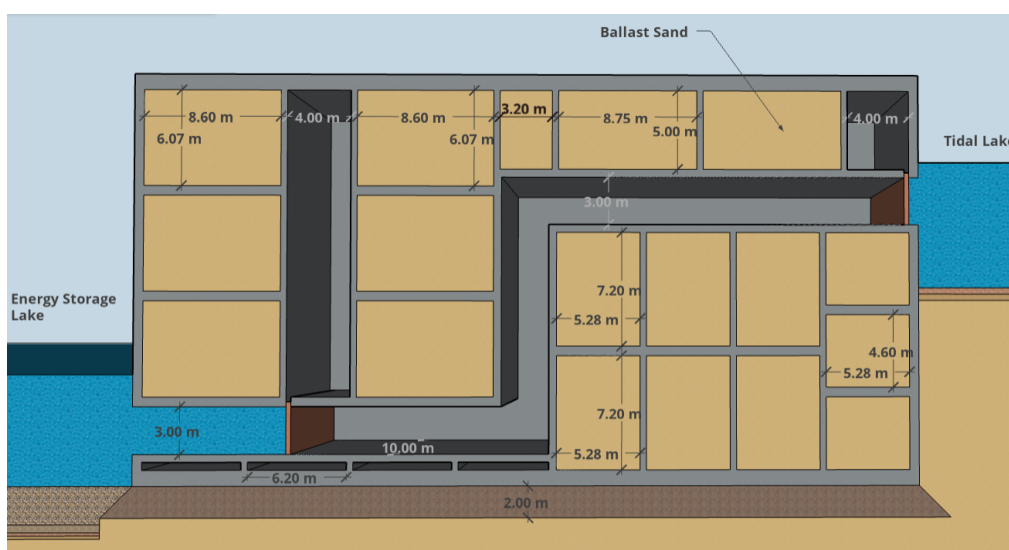 Ballast Sand
8.60 m
4.00 m
8.60 m
3.20 m
8.75 m
4.00 m
6.07 m
6.07 m
5.00 m
Tidal Lake
3.00 m
Energy Storage
Lake
7.20 m
5.28 m
4.60 m
5.28 m
7.20 m
3.00 m
10.00 m
5.28 m
6.20 m
2.00 m